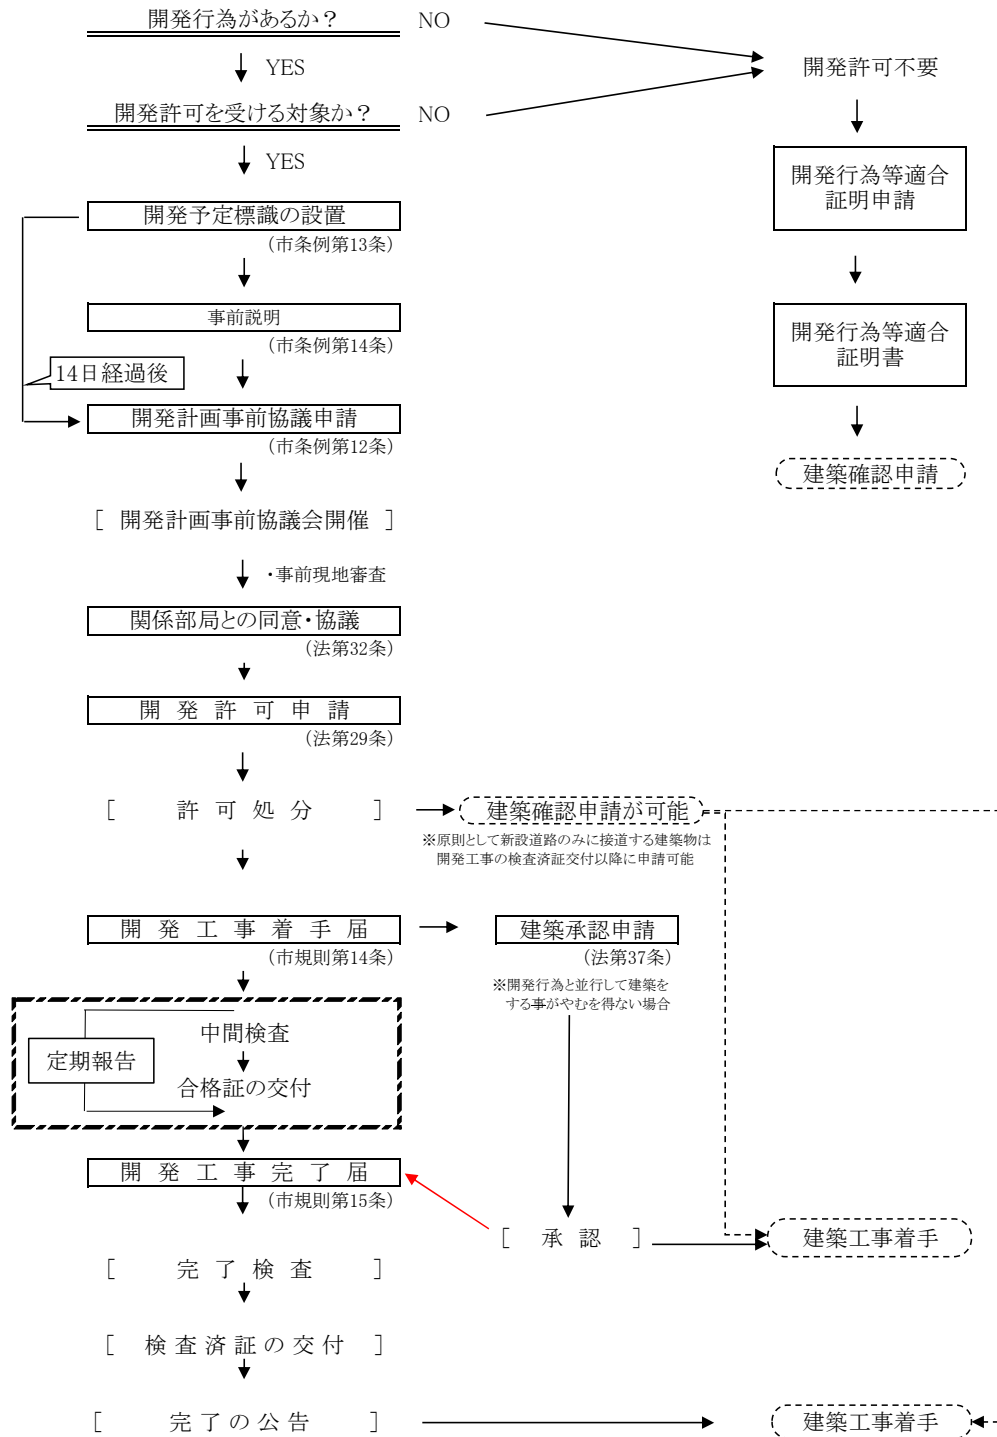 開発行為があるか？ NO
YES
開発許可不要
開発許可を受ける対象か？ NO
YES
開発行為等適合
証明申請
開発予定標識の設置
（市条例第13条）
事前説明
（市条例第14条）
開発行為等適合
証明書
14日経過後
開発計画事前協議申請
（市条例第12条）
建築確認申請
［ 開発計画事前協議会開催 ］
・事前現地審査
関係部局との同意・協議
（法第32条）
開発許可申請
（法第29条）
［ 許可処分 ］
建築確認申請が可能
※原則として新設道路のみに接道する建築物は
開発工事の検査済証交付以降に申請可能
開発工事着手届
（市規則第14条）
建築承認申請
（法第37条）
※開発行為と並行して建築を
する事がやむを得ない場合
中間検査
定期報告
合格証の交付
開発工事完了届
（市規則第15条）
［ 承認 ］
建築工事着手
［ 完了検査 ］
［ 検査済証の交付 ］
［ 完了の公告 ］
建築工事着手